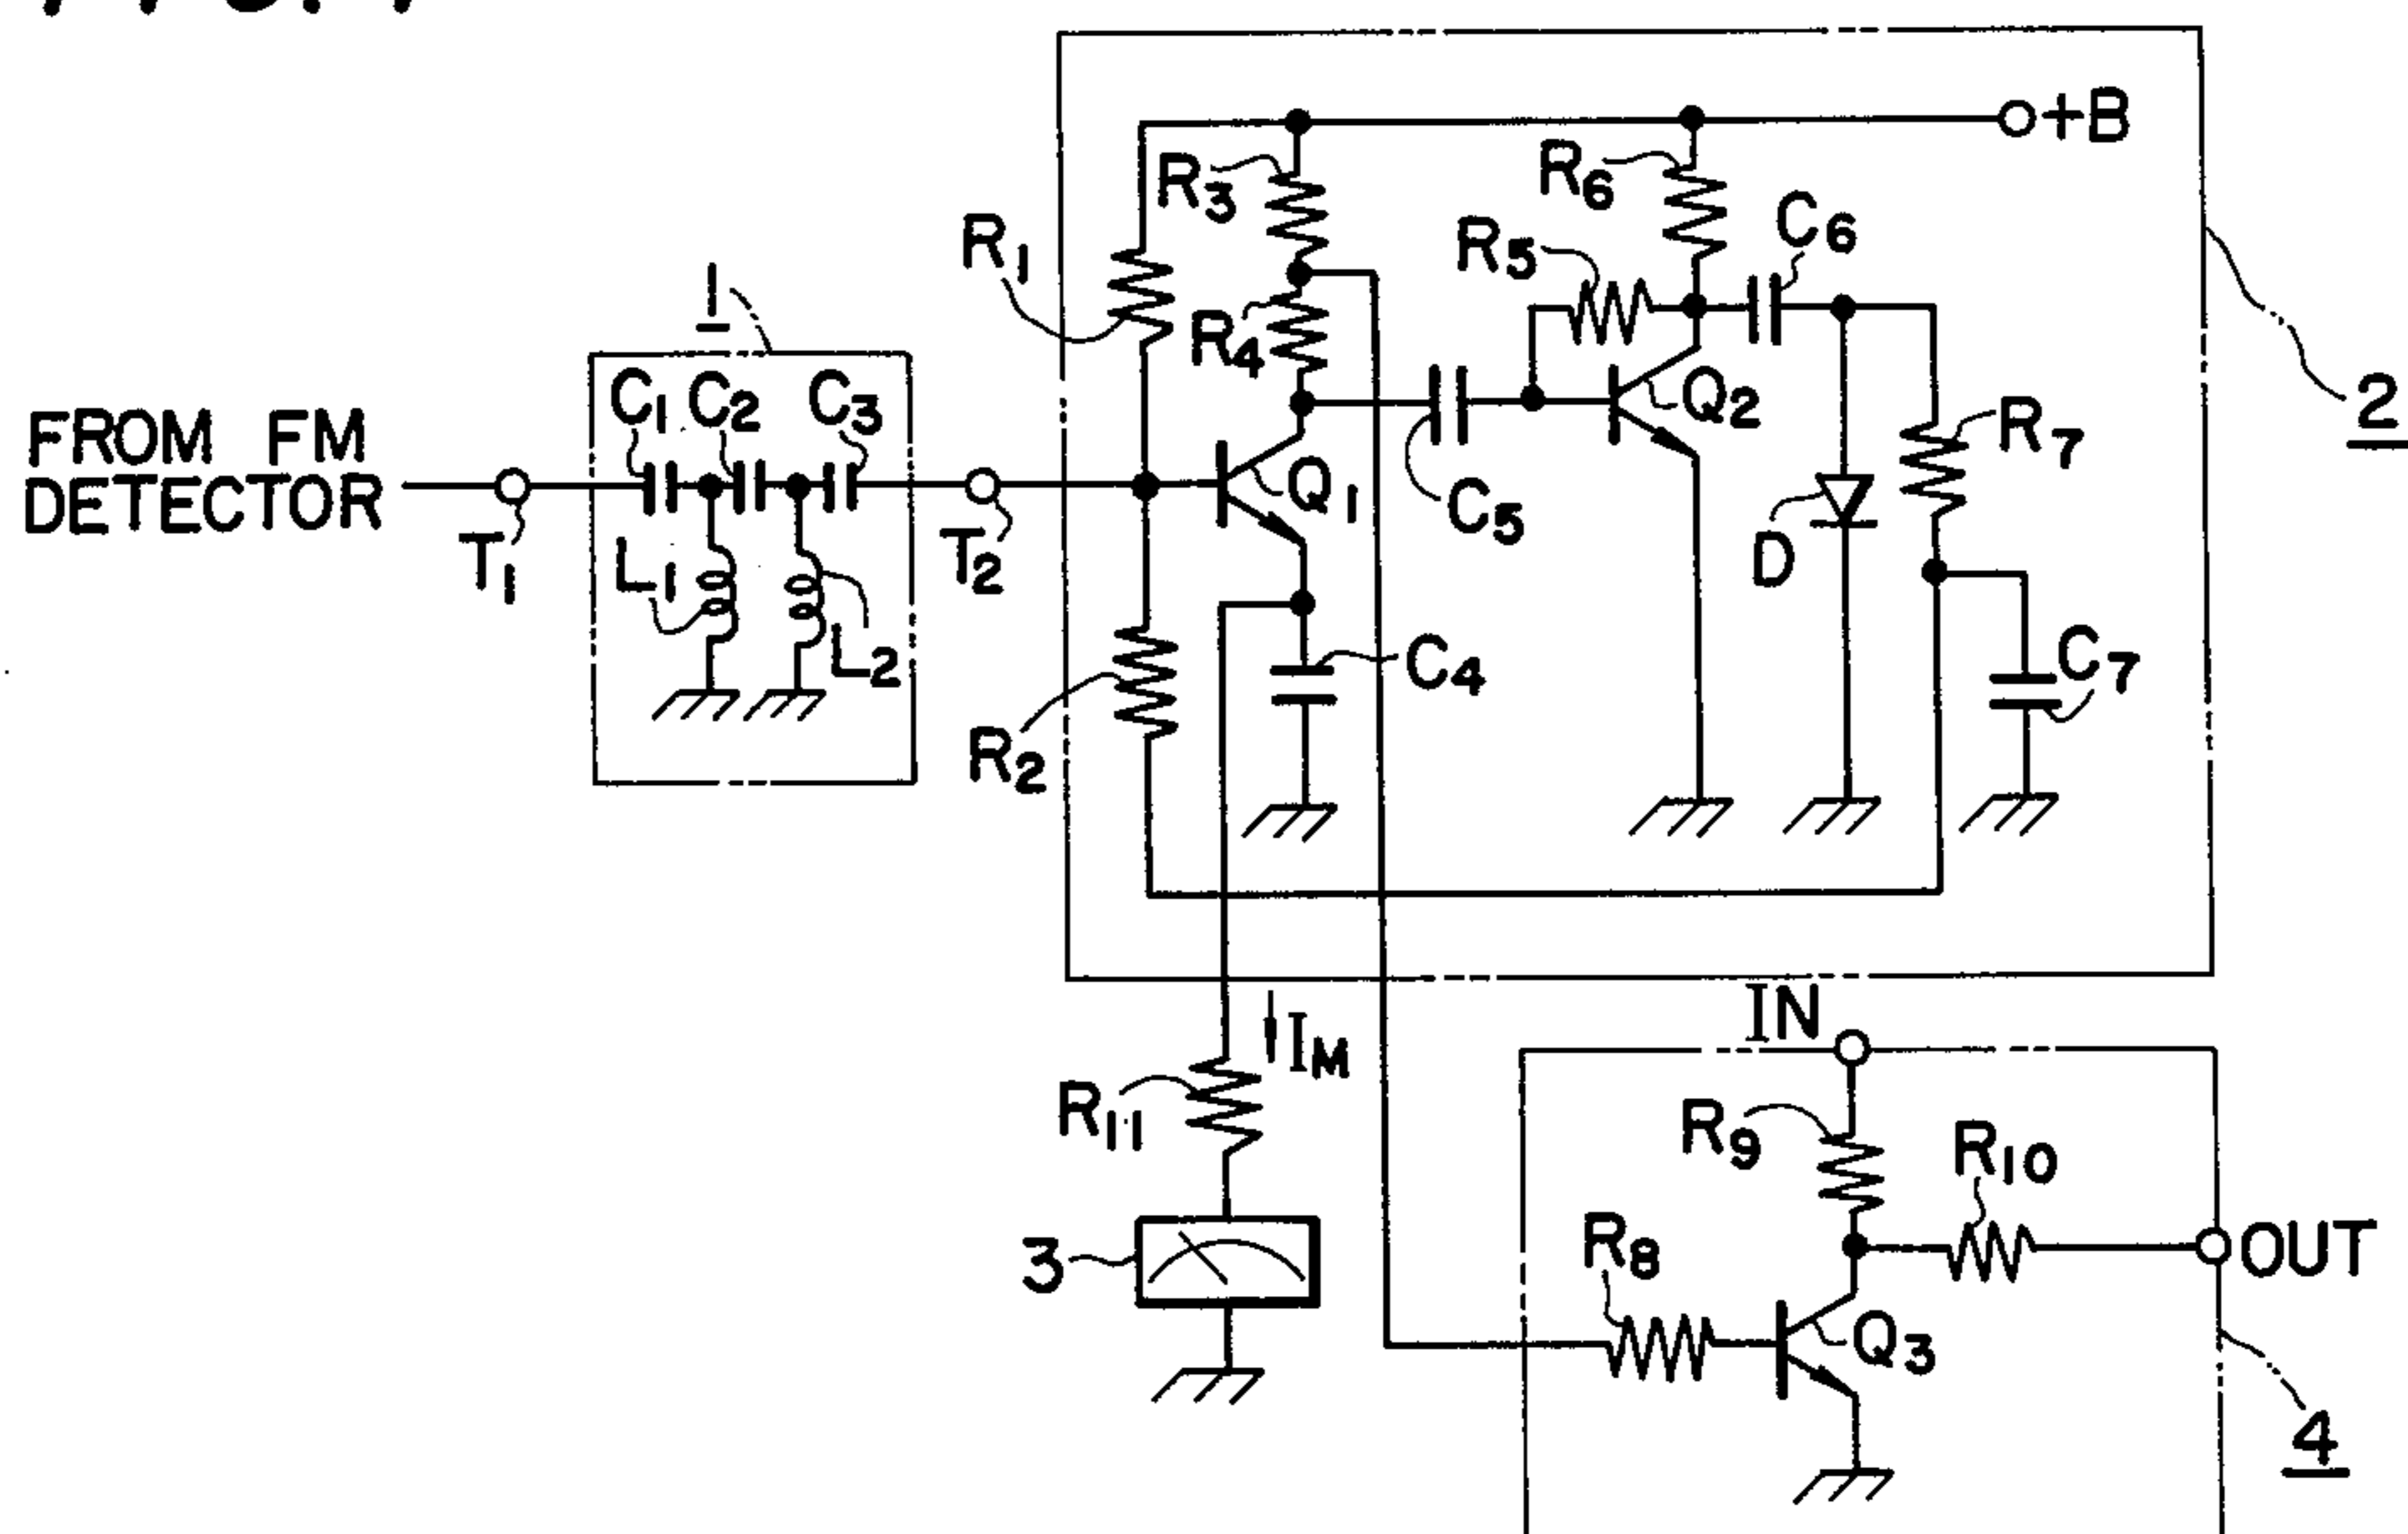 +B
R6
R3
C6
R5
R1
1
R4
2
C1
C2
C3
Q2
R7
FROM FM
DETECTOR
Q1
C5
T1
L1
T2
D
L2
C4
C7
R2
IN
IM
R11
R9
R10
R8
3
OUT
Q3
4